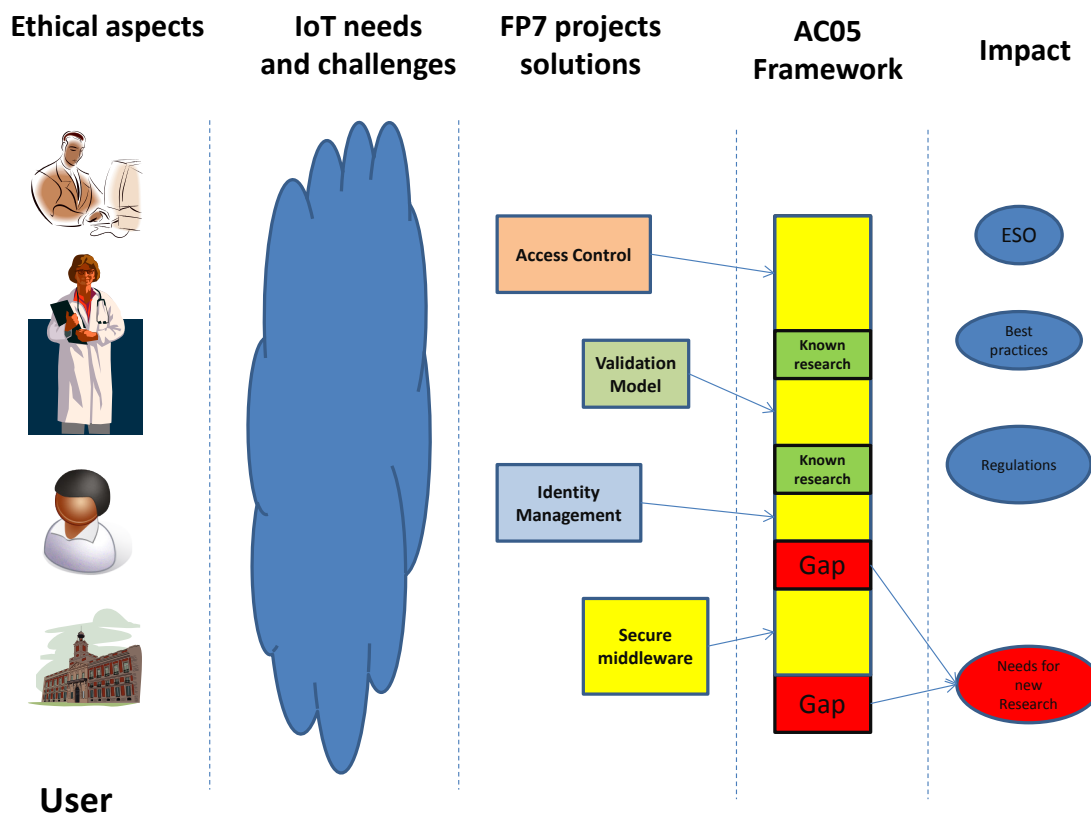 Ethical aspects
IoT needs
and challenges
FP7 projects
solutions
AC05
Framework
Impact
Access Control
Validation
Model
Identity
Management
Secure
middleware
Known
research
Known
research
Gap
Gap
ESO
Best
practices
Regulations
Needs for
new
Research
User